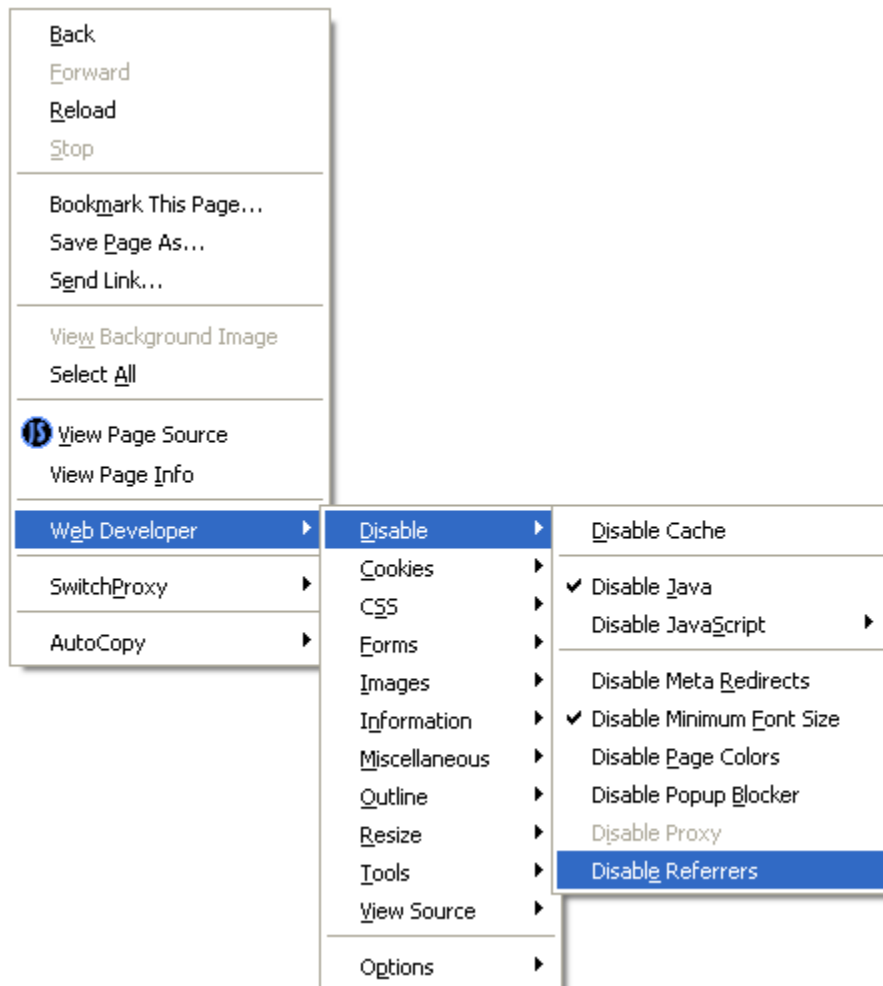 Back
Forward
Reload
Stop
Bookmark This Page...
Save Page As...
Send Link...
View Background Image
Select All
JS View Page Source
View Page Info
Web Developer
SwitchProxy
AutoCopy
Disable
Cookies
CSS
Forms
Images
Information
Miscellaneous
Outline
Resize
Tools
View Source
Options
Disable Cache
Disable Java
Disable JavaScript
Disable Meta Redirects
Disable Minimum Font Size
Disable Page Colors
Disable Popup Blocker
Disable Proxy
Disable Referrers